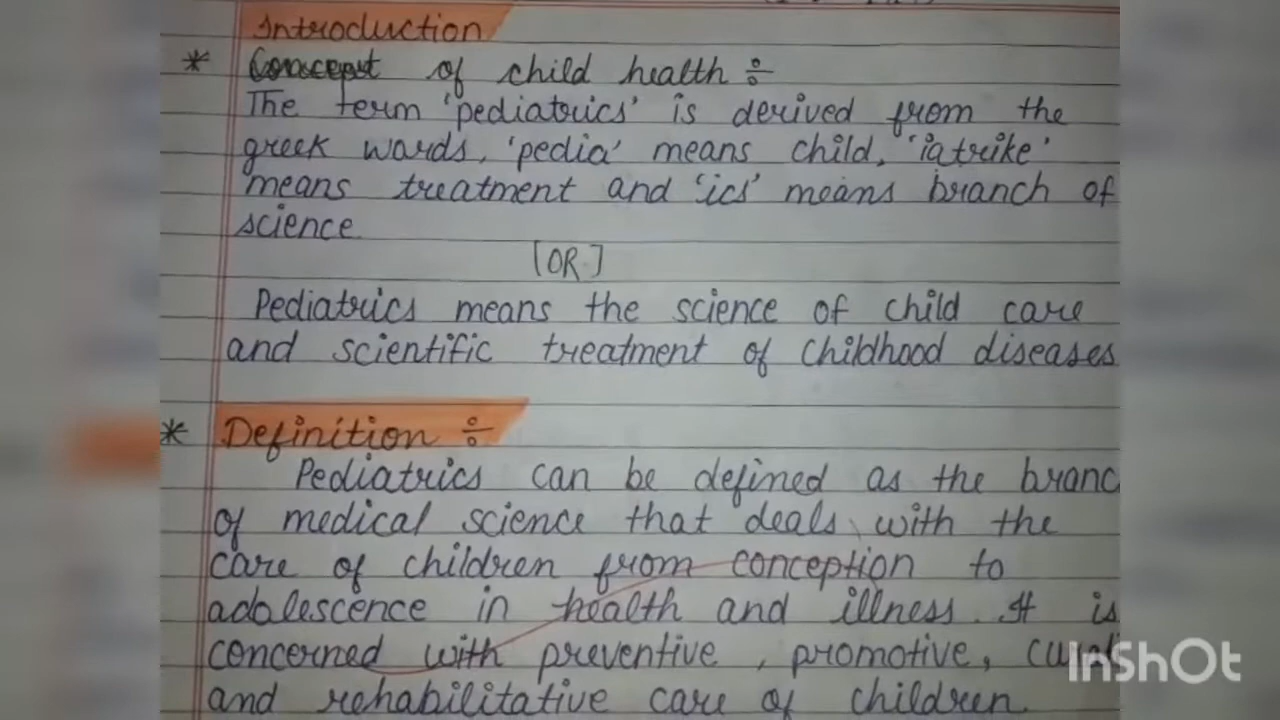 Introduction
* Concept of child health ÷
The term 'pediatrics' is derived from the
greek words, 'pedia' means child, 'iatrike'
means treatment and 'ics' means branch of
science
[OR]
Pediatrics means the science of child care
and scientific treatment of childhood diseases
* Definition ÷
Pediatrics can be defined as the branc
of medical science that deals with the
care of children from conception to
adolescence in health and illness. It is
concerned with preventive, promotive,
and rehabilitative care of children
InShOt